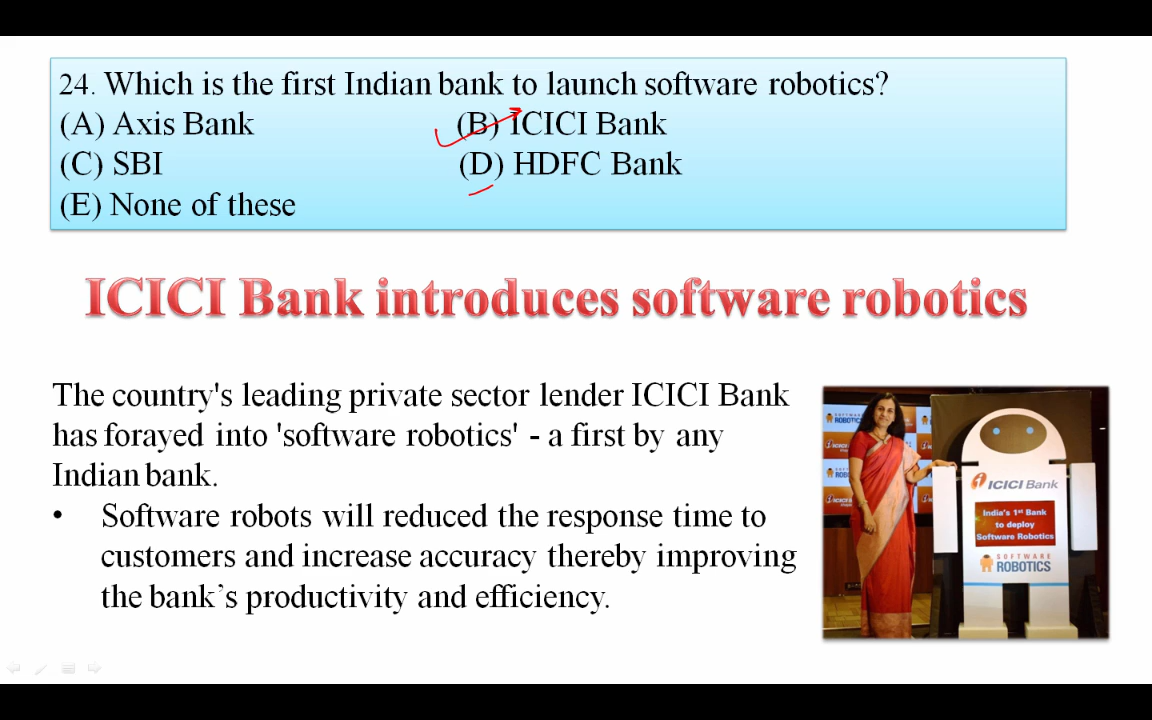 24. Which is the first Indian bank to launch software robotics?
(A) Axis Bank (B) ICICI Bank
(C) SBI (D) HDFC Bank
(E) None of these
ICICI Bank introduces software robotics
The country's leading private sector lender ICICI Bank
has forayed into 'software robotics' - a first by any
Indian bank.
• Software robots will reduced the response time to
customers and increase accuracy thereby improving
the bank's productivity and efficiency.
SOFTWARE
ROBOTICS
ICICI Bank
India's 1st Bank
to deploy
Software Robotics
SOFTWARE
ROBOTICS